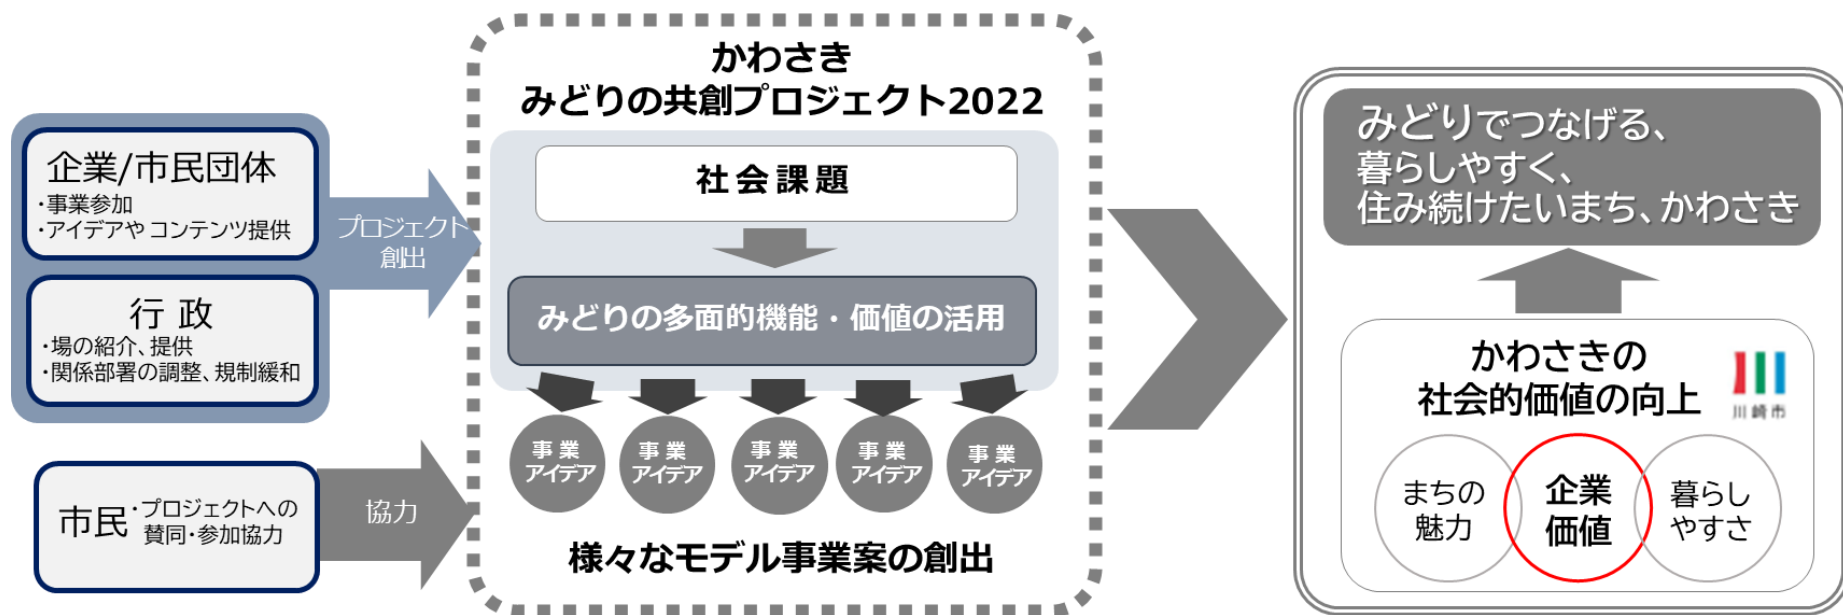 企業/市民団体
・事業参加
・アイデアや コンテンツ提供
行 政
・場の紹介、提供
・関係部署の調整、規制緩和
市民
・プロジェクトへの
賛同・参加協力
プロジェクト
創出
協力
かわさき
みどりの共創プロジェクト2022
社会課題
みどりの多面的機能・価値の活用
事 業
アイデア
事 業
アイデア
事 業
アイデア
事 業
アイデア
事 業
アイデア
様々なモデル事業案の創出
みどりでつなげる、
暮らしやすく、
住み続けたいまち、かわさき
かわさきの
社会的価値の向上
川崎市
まちの
魅力
企業
価値
暮らし
やすさ